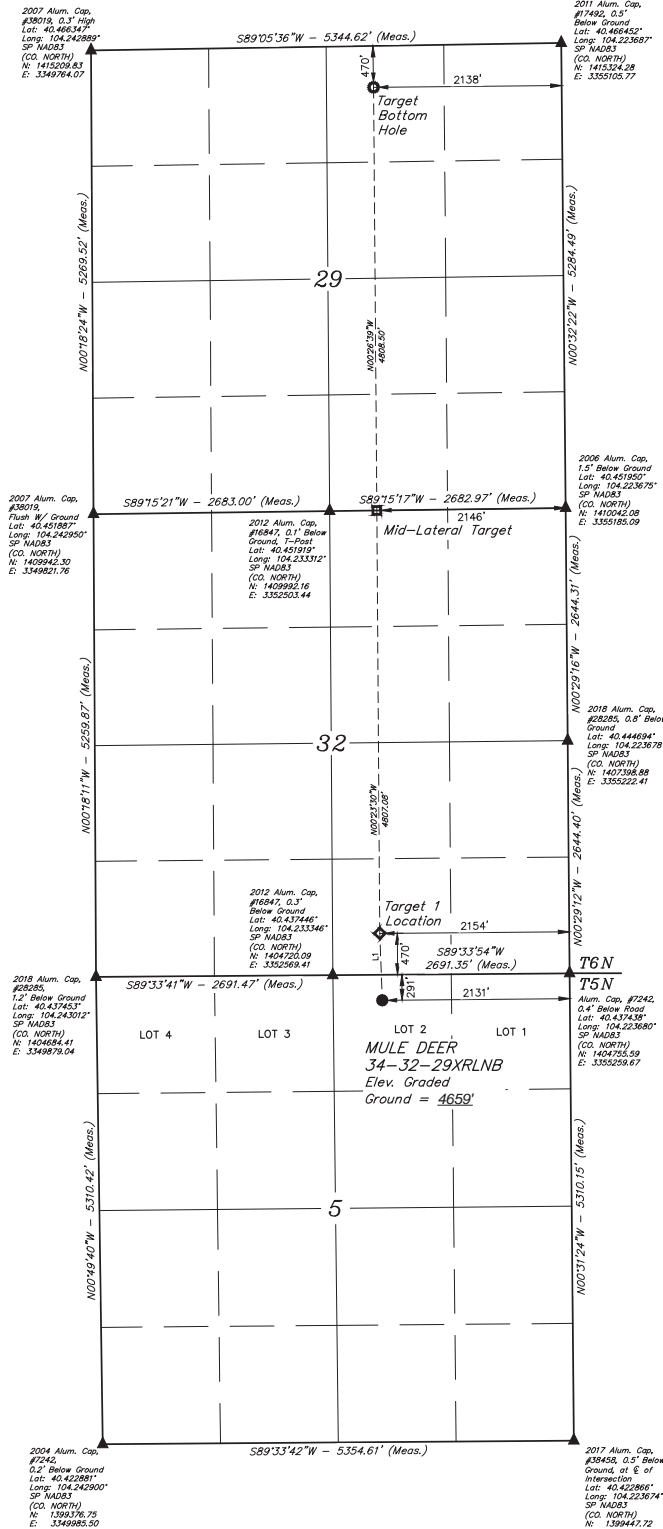 2007 Alum. Cap,
#38019, 0.3' High
Lat: 40.466347°
Long: 104.242889°
SP NAD83
(CO. NORTH)
N: 1415209.83
E: 3349764.07
S89°05'36"W - 5344.62' (Meas.)
2011 Alum. Cap,
#17492, 0.5'
Below Ground
Lat: 40.466452°
Long: 104.223687°
SP NAD83
(CO. NORTH)
N: 1415324.28
E: 3355105.77
470'
2138'
Target
Bottom
Hole
N00°18'24"W - 5269.52' (Meas.)
29
N00°32'22"W - 5284.49' (Meas.)
N00°26'39"W
4808.50'
2007 Alum. Cap,
#38019,
Flush W/ Ground
Lat: 40.451887°
Long: 104.242950°
SP NAD83
(CO. NORTH)
N: 1409942.30
E: 3349821.76
S89°15'21"W - 2683.00' (Meas.)
S89°15'17"W - 2682.97' (Meas.)
2146'
Mid-Lateral Target
2012 Alum. Cap,
#16847, 0.1' Below
Ground, T-Post
Lat: 40.451919°
Long: 104.233312°
SP NAD83
(CO. NORTH)
N: 1409992.16
E: 3352503.44
2006 Alum. Cap,
1.5' Below Ground
Lat: 40.451950°
Long: 104.223675°
SP NAD83
(CO. NORTH)
N: 1410042.08
E: 3355185.09
N00°29'16"W - 2644.31' (Meas.)
N00°18'11"W - 5259.87' (Meas.)
32
2018 Alum. Cap,
#28285, 0.8' Below
Ground
Lat: 40.444694°
Long: 104.223678°
SP NAD83
(CO. NORTH)
N: 1407398.88
E: 3355222.41
N00°23'30"W
4807.08'
N00°29'12"W - 2644.40' (Meas.)
2012 Alum. Cap,
#16847, 0.3'
Below Ground
Lat: 40.437446°
Long: 104.233346°
SP NAD83
(CO. NORTH)
N: 1404720.09
E: 3352569.41
Target 1
Location
2154'
L1
470'
S89°33'54"W
2691.35' (Meas.)
T6N
T5N
2018 Alum. Cap,
#28285,
1.2' Below Ground
Lat: 40.437453°
Long: 104.243012°
SP NAD83
(CO. NORTH)
N: 1404684.41
E: 3349879.04
S89°33'41"W - 2691.47' (Meas.)
291'
2131'
Alum. Cap, #7242,
0.4' Below Road
Lat: 40.437438°
Long: 104.223680°
SP NAD83
(CO. NORTH)
N: 1404755.59
E: 3355259.67
LOT 4
LOT 3
LOT 2
LOT 1
MULE DEER
34-32-29XRLNB
Elev. Graded
Ground = 4659'
N00°49'40"W - 5310.42' (Meas.)
5
N00°31'24"W - 5310.15' (Meas.)
2004 Alum. Cap,
#7242,
0.2' Below Ground
Lat: 40.422881°
Long: 104.242900°
SP NAD83
(CO. NORTH)
N: 1399376.75
E: 3349985.50
S89°33'42"W - 5354.61' (Meas.)
2017 Alum. Cap,
#38458, 0.5' Below
Ground, at ℄ of
Intersection
Lat: 40.422866°
Long: 104.223674°
SP NAD83
(CO. NORTH)
N: 1399447.72